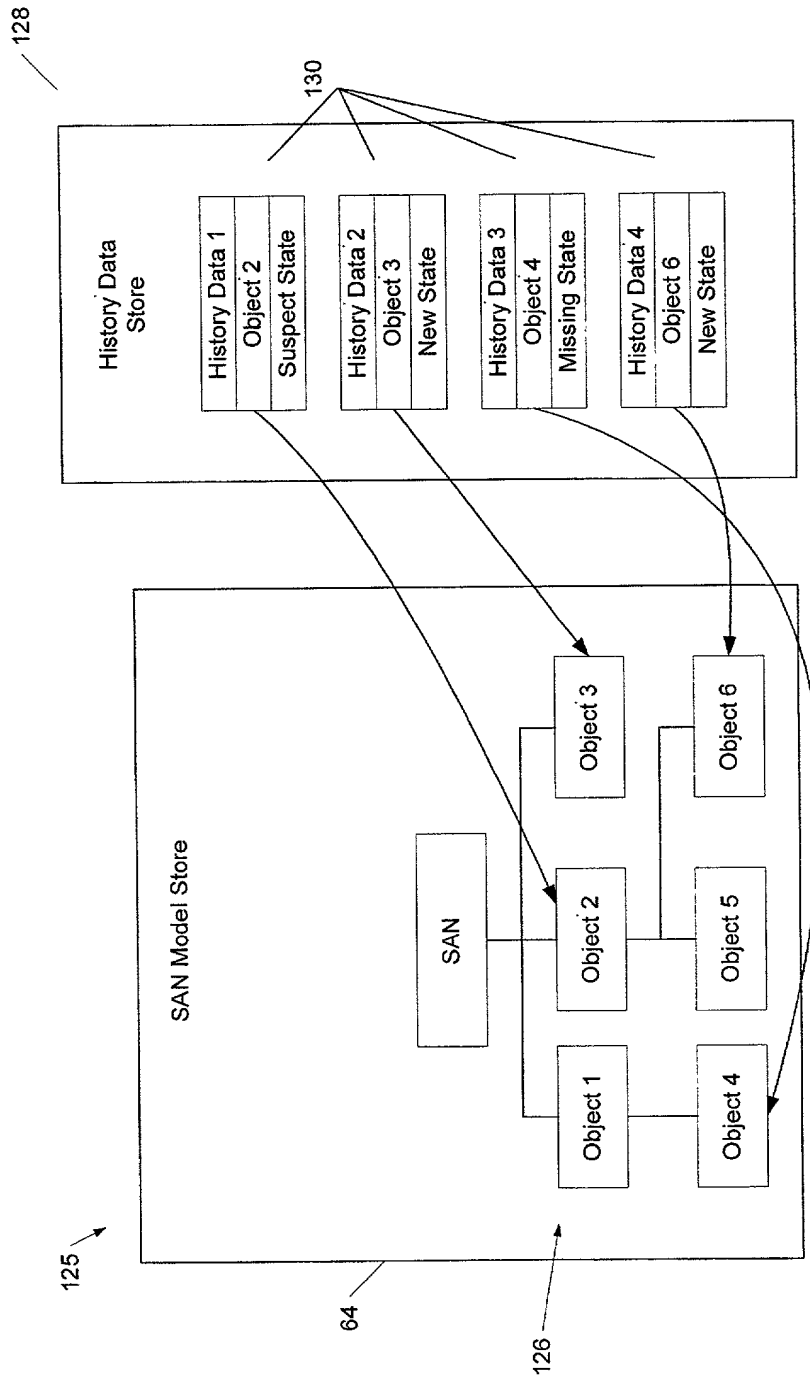 125
SAN Model Store
64
126
SAN
Object 1
Object 2
Object 3
Object 4
Object 5
Object 6
128
History Data
Store
130
History Data 1
Object 2
Suspect State
History Data 2
Object 3
New State
History Data 3
Object 4
Missing State
History Data 4
Object 6
New State